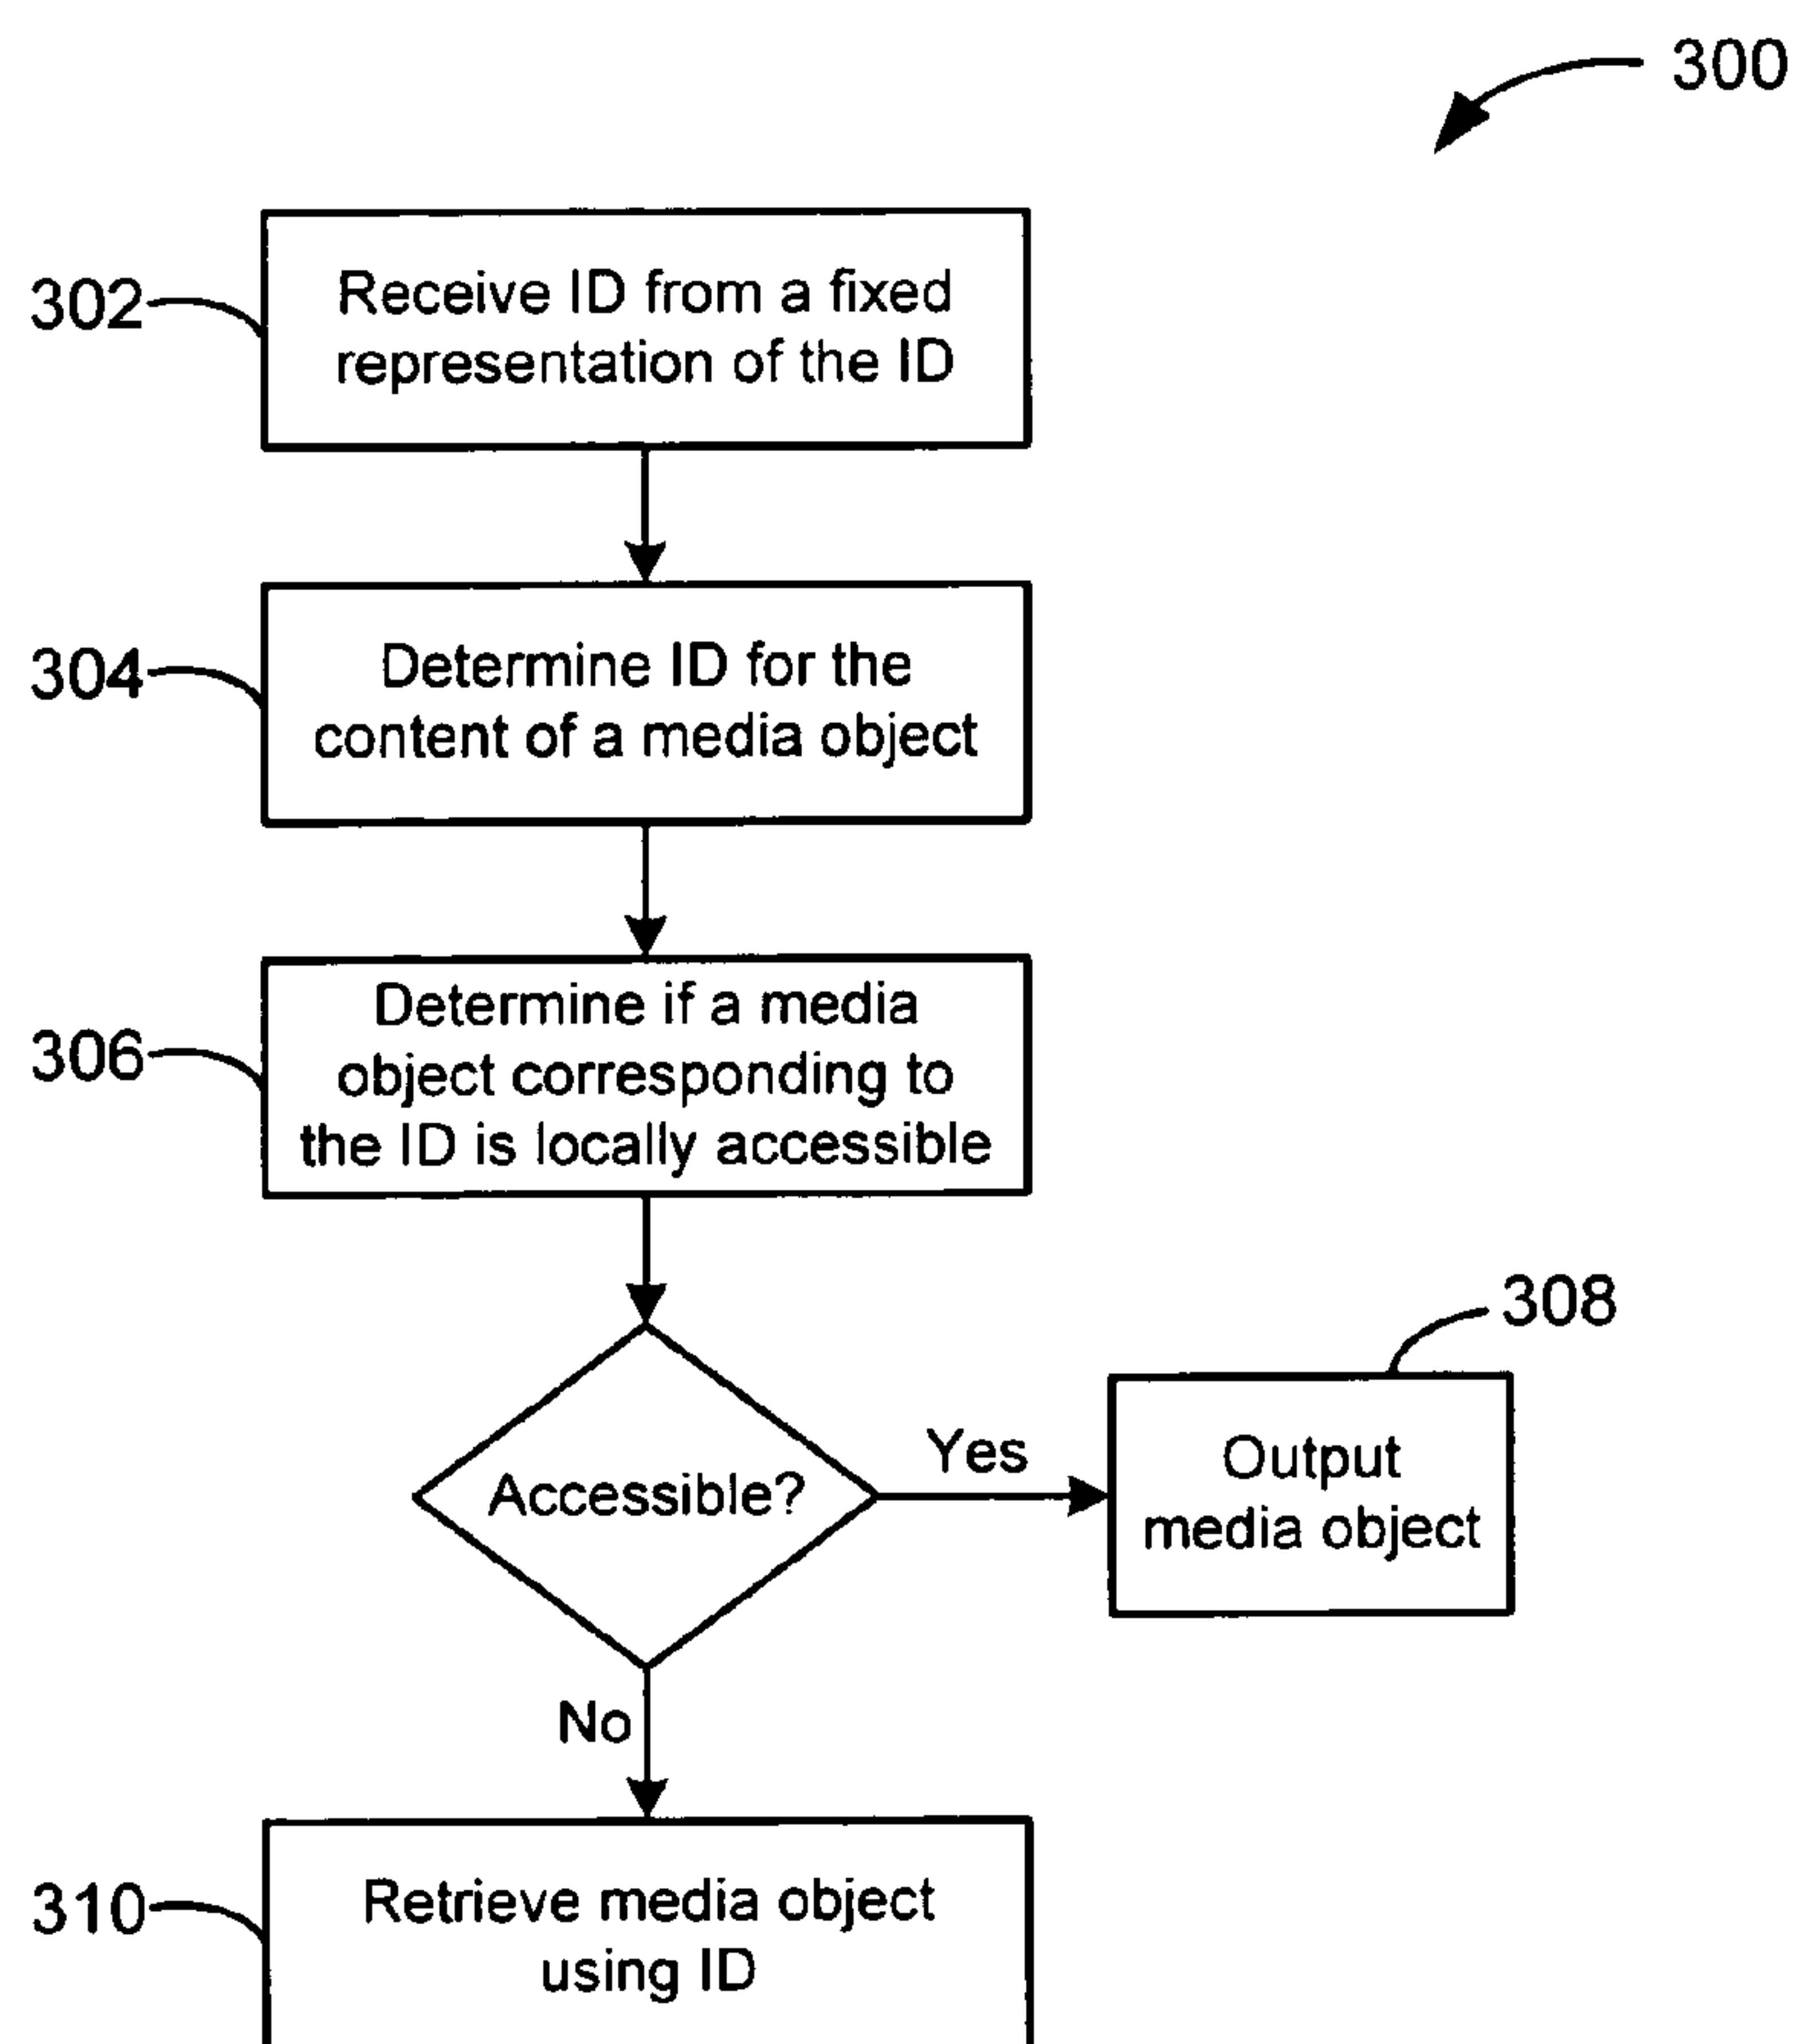 300
302
Receive ID from a fixed
representation of the ID
304
Determine ID for the
content of a media object
306
Determine if a media
object corresponding to
the ID is locally accessible
308
Accessible?
Yes
Output
media object
No
310
Retrieve media object
using ID